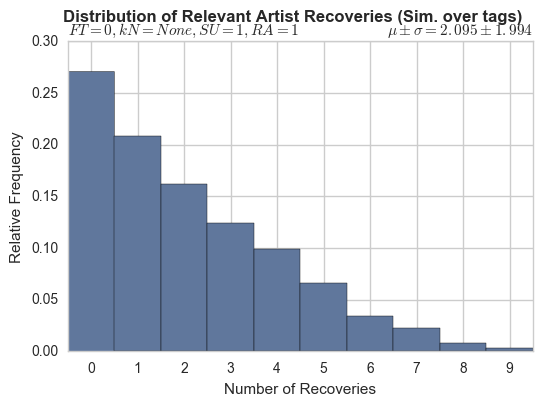 Distribution of Relevant Artist Recoveries (Sim. over tags)
FT = 0, kN = None, SU = 1, RA = 1 μ ± σ = 2.095 ± 1.994
0.30
0.25
0.20
0.15
0.10
0.05
0.00
Relative Frequency
0 1 2 3 4 5 6 7 8 9
Number of Recoveries